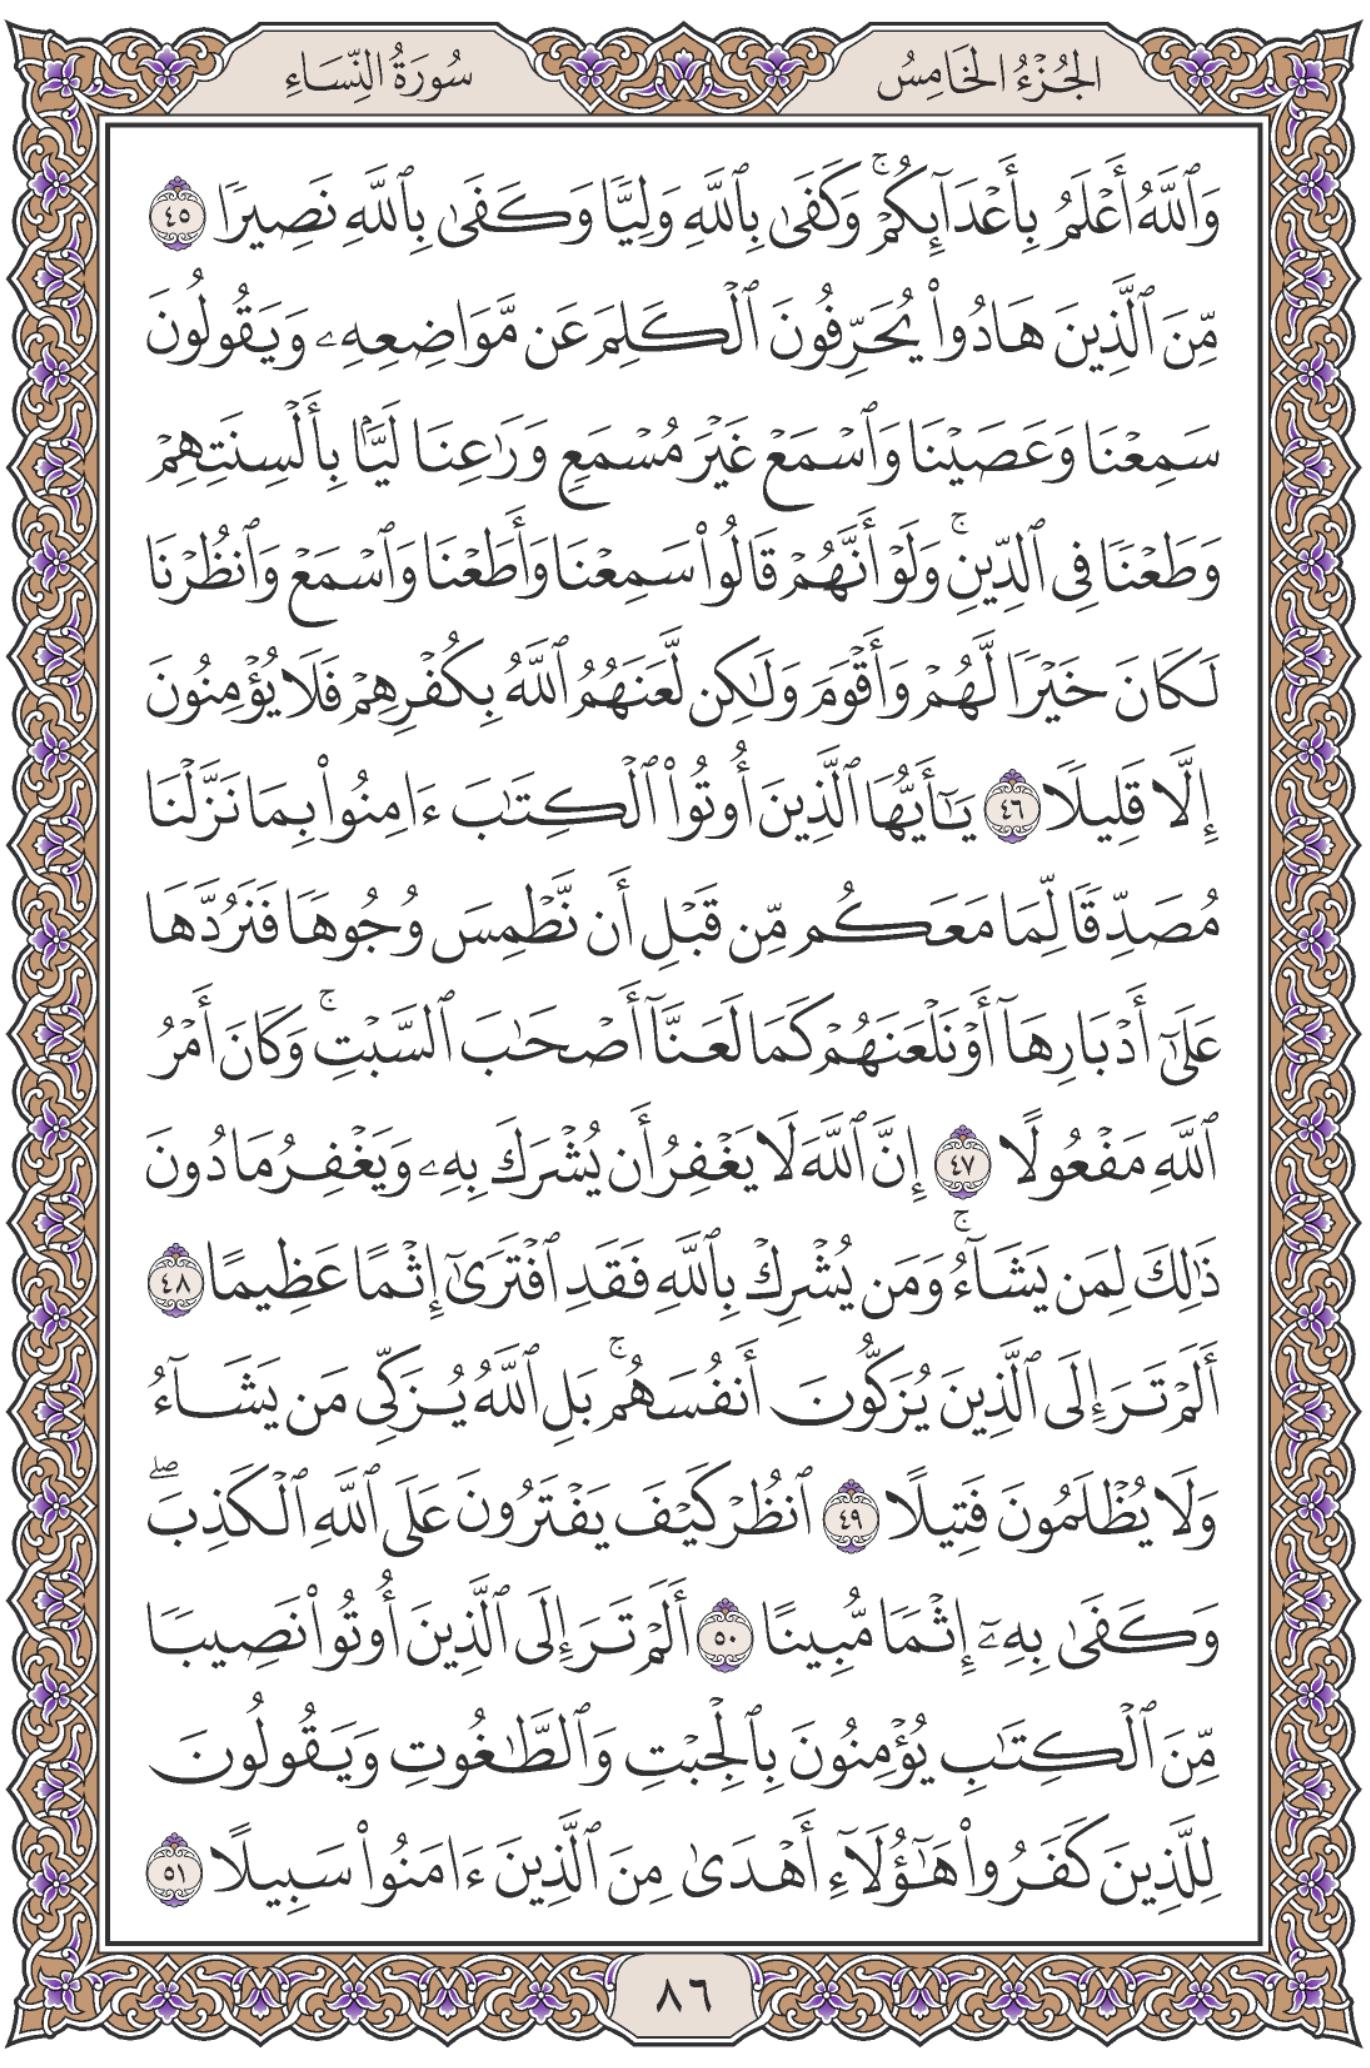 الجُزْءُ الخَامِسُ
سُورَةُ النِّسَاءِ
وَٱللَّهُ أَعۡلَمُ بِأَعۡدَآئِكُمۡۚ وَكَفَىٰ بِٱللَّهِ وَلِيّٗا وَكَفَىٰ بِٱللَّهِ نَصِيرٗا ٤٥
مِّنَ ٱلَّذِينَ هَادُواْ يُحَرِّفُونَ ٱلۡكَلِمَ عَن مَّوَاضِعِهِۦ وَيَقُولُونَ
سَمِعۡنَا وَعَصَيۡنَا وَٱسۡمَعۡ غَيۡرَ مُسۡمَعٖ وَرَٰعِنَا لَيَّۢا بِأَلۡسِنَتِهِمۡ
وَطَعۡنٗا فِي ٱلدِّينِۚ وَلَوۡ أَنَّهُمۡ قَالُواْ سَمِعۡنَا وَأَطَعۡنَا وَٱسۡمَعۡ وَٱنظُرۡنَا
لَكَانَ خَيۡرٗا لَّهُمۡ وَأَقۡوَمَ وَلَٰكِن لَّعَنَهُمُ ٱللَّهُ بِكُفۡرِهِمۡ فَلَا يُؤۡمِنُونَ
إِلَّا قَلِيلٗا ٤٦ يَٰٓأَيُّهَا ٱلَّذِينَ أُوتُواْ ٱلۡكِتَٰبَ ءَامِنُواْ بِمَا نَزَّلۡنَا
مُصَدِّقٗا لِّمَا مَعَكُم مِّن قَبۡلِ أَن نَّطۡمِسَ وُجُوهٗا فَنَرُدَّهَا
عَلَىٰٓ أَدۡبَارِهَآ أَوۡ نَلۡعَنَهُمۡ كَمَا لَعَنَّآ أَصۡحَٰبَ ٱلسَّبۡتِۚ وَكَانَ أَمۡرُ
ٱللَّهِ مَفۡعُولًا ٤٧ إِنَّ ٱللَّهَ لَا يَغۡفِرُ أَن يُشۡرَكَ بِهِۦ وَيَغۡفِرُ مَا دُونَ
ذَٰلِكَ لِمَن يَشَآءُۚ وَمَن يُشۡرِكۡ بِٱللَّهِ فَقَدِ ٱفۡتَرَىٰٓ إِثۡمًا عَظِيمًا ٤٨
أَلَمۡ تَرَ إِلَى ٱلَّذِينَ يُزَكُّونَ أَنفُسَهُمۚ بَلِ ٱللَّهُ يُزَكِّي مَن يَشَآءُ
وَلَا يُظۡلَمُونَ فَتِيلًا ٤٩ ٱنظُرۡ كَيۡفَ يَفۡتَرُونَ عَلَى ٱللَّهِ ٱلۡكَذِبَۖ
وَكَفَىٰ بِهِۦٓ إِثۡمٗا مُّبِينًا ٥٠ أَلَمۡ تَرَ إِلَى ٱلَّذِينَ أُوتُواْ نَصِيبٗا
مِّنَ ٱلۡكِتَٰبِ يُؤۡمِنُونَ بِٱلۡجِبۡتِ وَٱلطَّٰغُوتِ وَيَقُولُونَ
لِلَّذِينَ كَفَرُواْ هَٰٓؤُلَآءِ أَهۡدَىٰ مِنَ ٱلَّذِينَ ءَامَنُواْ سَبِيلًا ٥١
٨٦